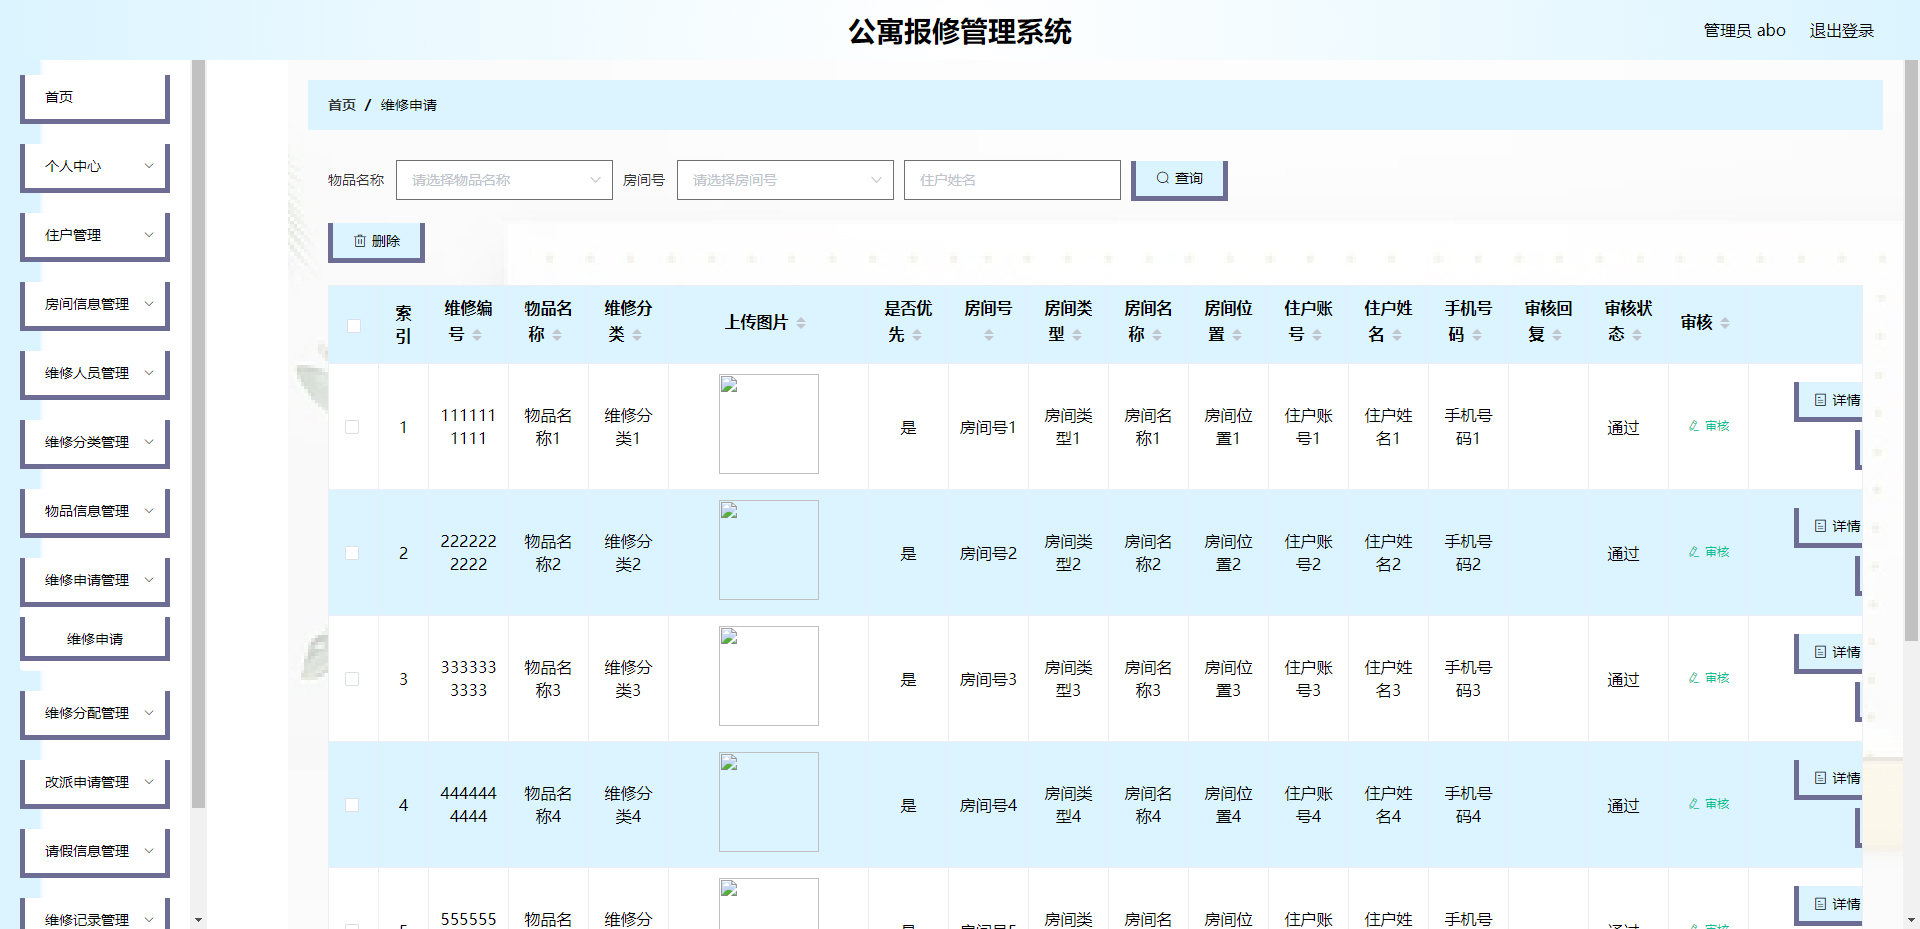 公寓报修管理系统
管理员 abo 退出登录
首页
个人中心
住户管理
房间信息管理
维修人员管理
维修分类管理
物品信息管理
维修申请管理
维修申请
维修分配管理
改派申请管理
请假信息管理
维修记录管理
首页 / 维修申请
物品名称 请选择物品名称 房间号 请选择房间号 住户姓名 查询
删除
索引 维修编号 物品名称 维修分类 上传图片 是否优先 房间号 房间类型 房间名称 房间位置 住户账号 住户姓名 手机号码 审核回复 审核状态 审核
1 1111111111 物品名称1 维修分类1 是 房间号1 房间类型1 房间名称1 房间位置1 住户账号1 住户姓名1 手机号码1 通过 审核 详情
2 2222222222 物品名称2 维修分类2 是 房间号2 房间类型2 房间名称2 房间位置2 住户账号2 住户姓名2 手机号码2 通过 审核 详情
3 3333333333 物品名称3 维修分类3 是 房间号3 房间类型3 房间名称3 房间位置3 住户账号3 住户姓名3 手机号码3 通过 审核 详情
4 4444444444 物品名称4 维修分类4 是 房间号4 房间类型4 房间名称4 房间位置4 住户账号4 住户姓名4 手机号码4 通过 审核 详情
555555 物品名 维修分 房间类 房间名 房间位 住户账 住户姓 手机号 详情